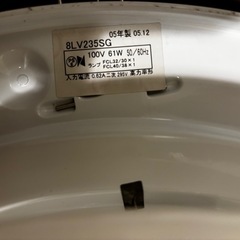 05年製 05.12
8LV235SG
100V 61W 50/60Hz
ランプ FCL32/30×1
FCL40/38×1
入力電流 0.62A 二次 295V 高力率形